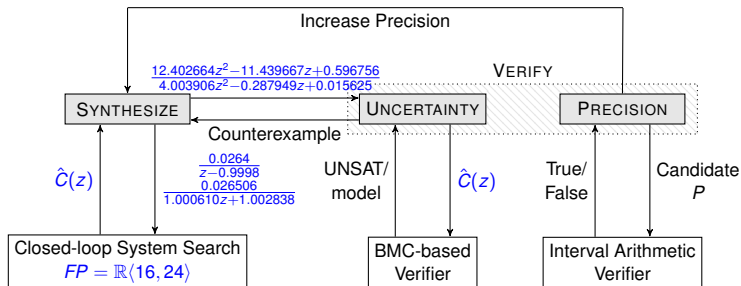 Increase Precision
12.402664z²−11.439667z+0.596756
4.003906z²−0.287949z+0.015625
VERIFY
SYNTHESIZE
UNCERTAINTY
PRECISION
Counterexample
Ĉ(z)
0.0264
z−0.9998
0.026506
1.000610z+1.002838
UNSAT/
model
Ĉ(z)
True/
False
Candidate
P
Closed-loop System Search
FP = ℝ⟨16, 24⟩
BMC-based
Verifier
Interval Arithmetic
Verifier